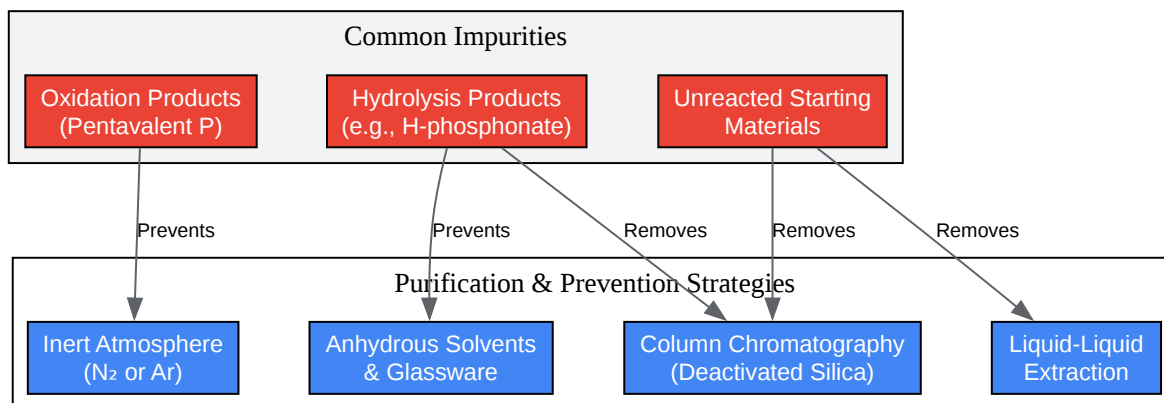 Common Impurities
Oxidation Products
(Pentavalent P)
Hydrolysis Products
(e.g., H-phosphonate)
Unreacted Starting
Materials
Prevents
Prevents
Removes
Removes
Removes
Purification & Prevention Strategies
Inert Atmosphere
(N₂ or Ar)
Anhydrous Solvents
& Glassware
Column Chromatography
(Deactivated Silica)
Liquid-Liquid
Extraction